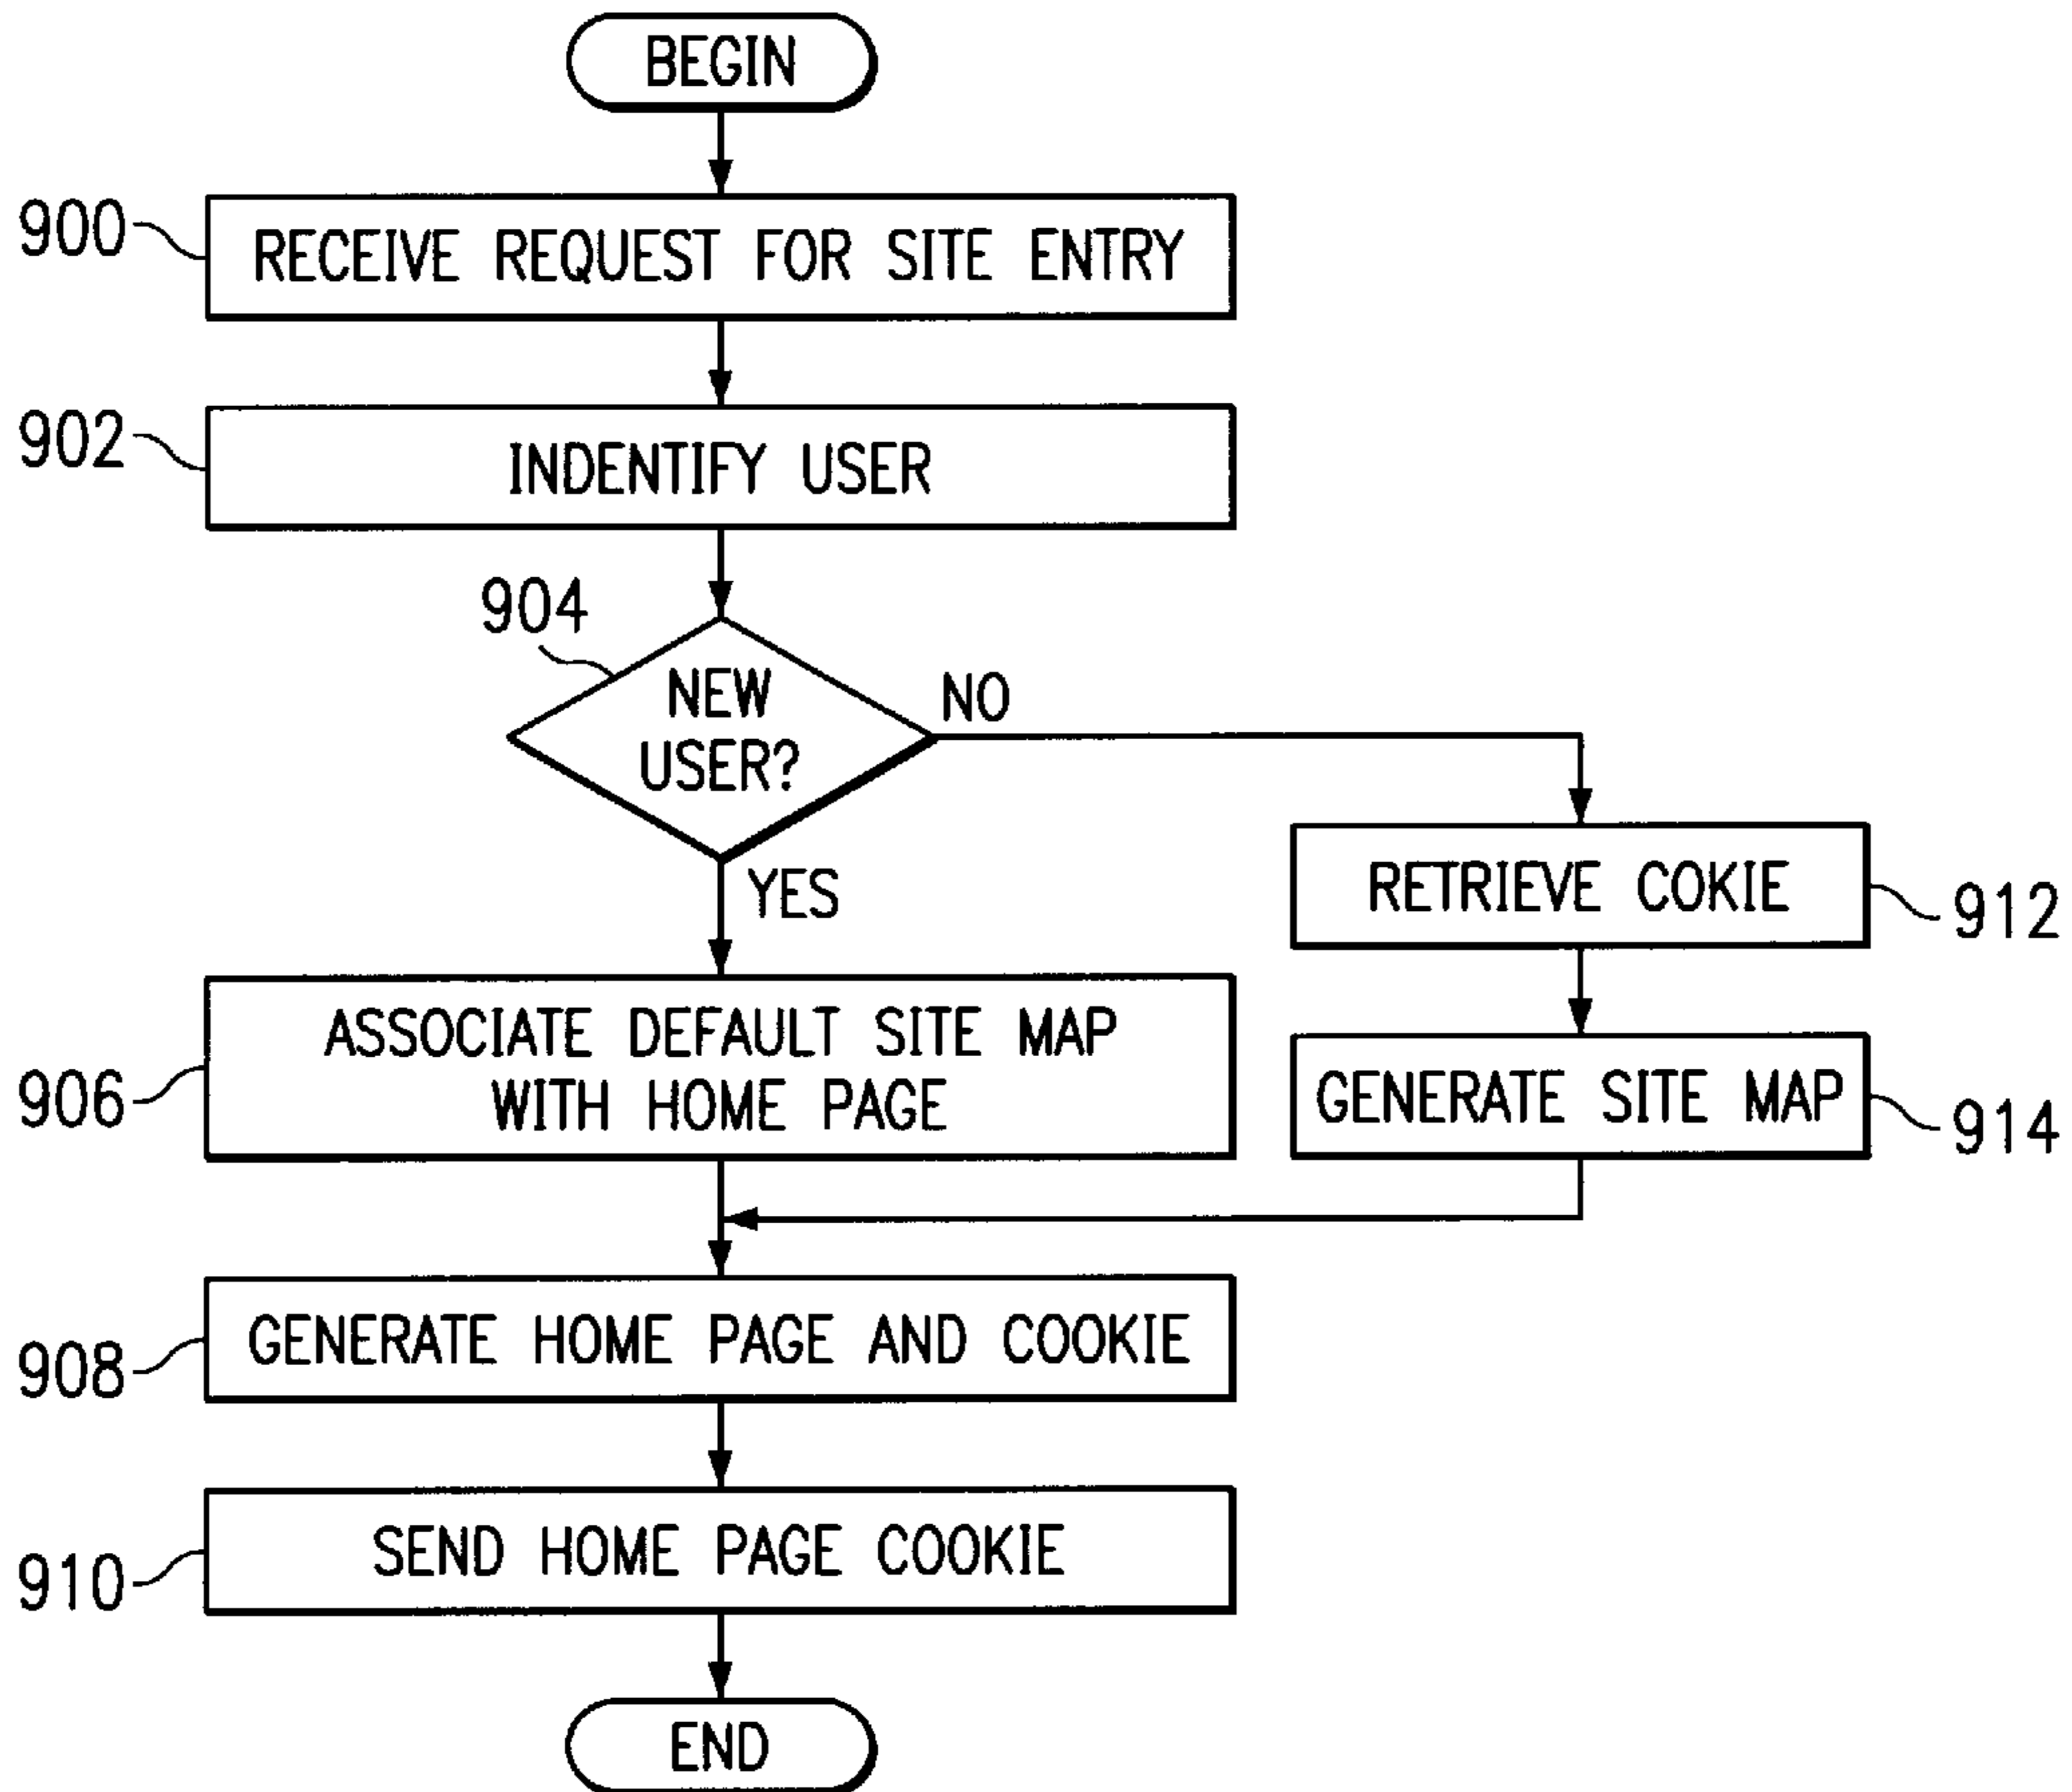 BEGIN
900
RECEIVE REQUEST FOR SITE ENTRY
902
INDENTIFY USER
904
NEW
USER?
NO
YES
RETRIEVE COKIE
912
ASSOCIATE DEFAULT SITE MAP
WITH HOME PAGE
906
GENERATE SITE MAP
914
GENERATE HOME PAGE AND COOKIE
908
SEND HOME PAGE COOKIE
910
END